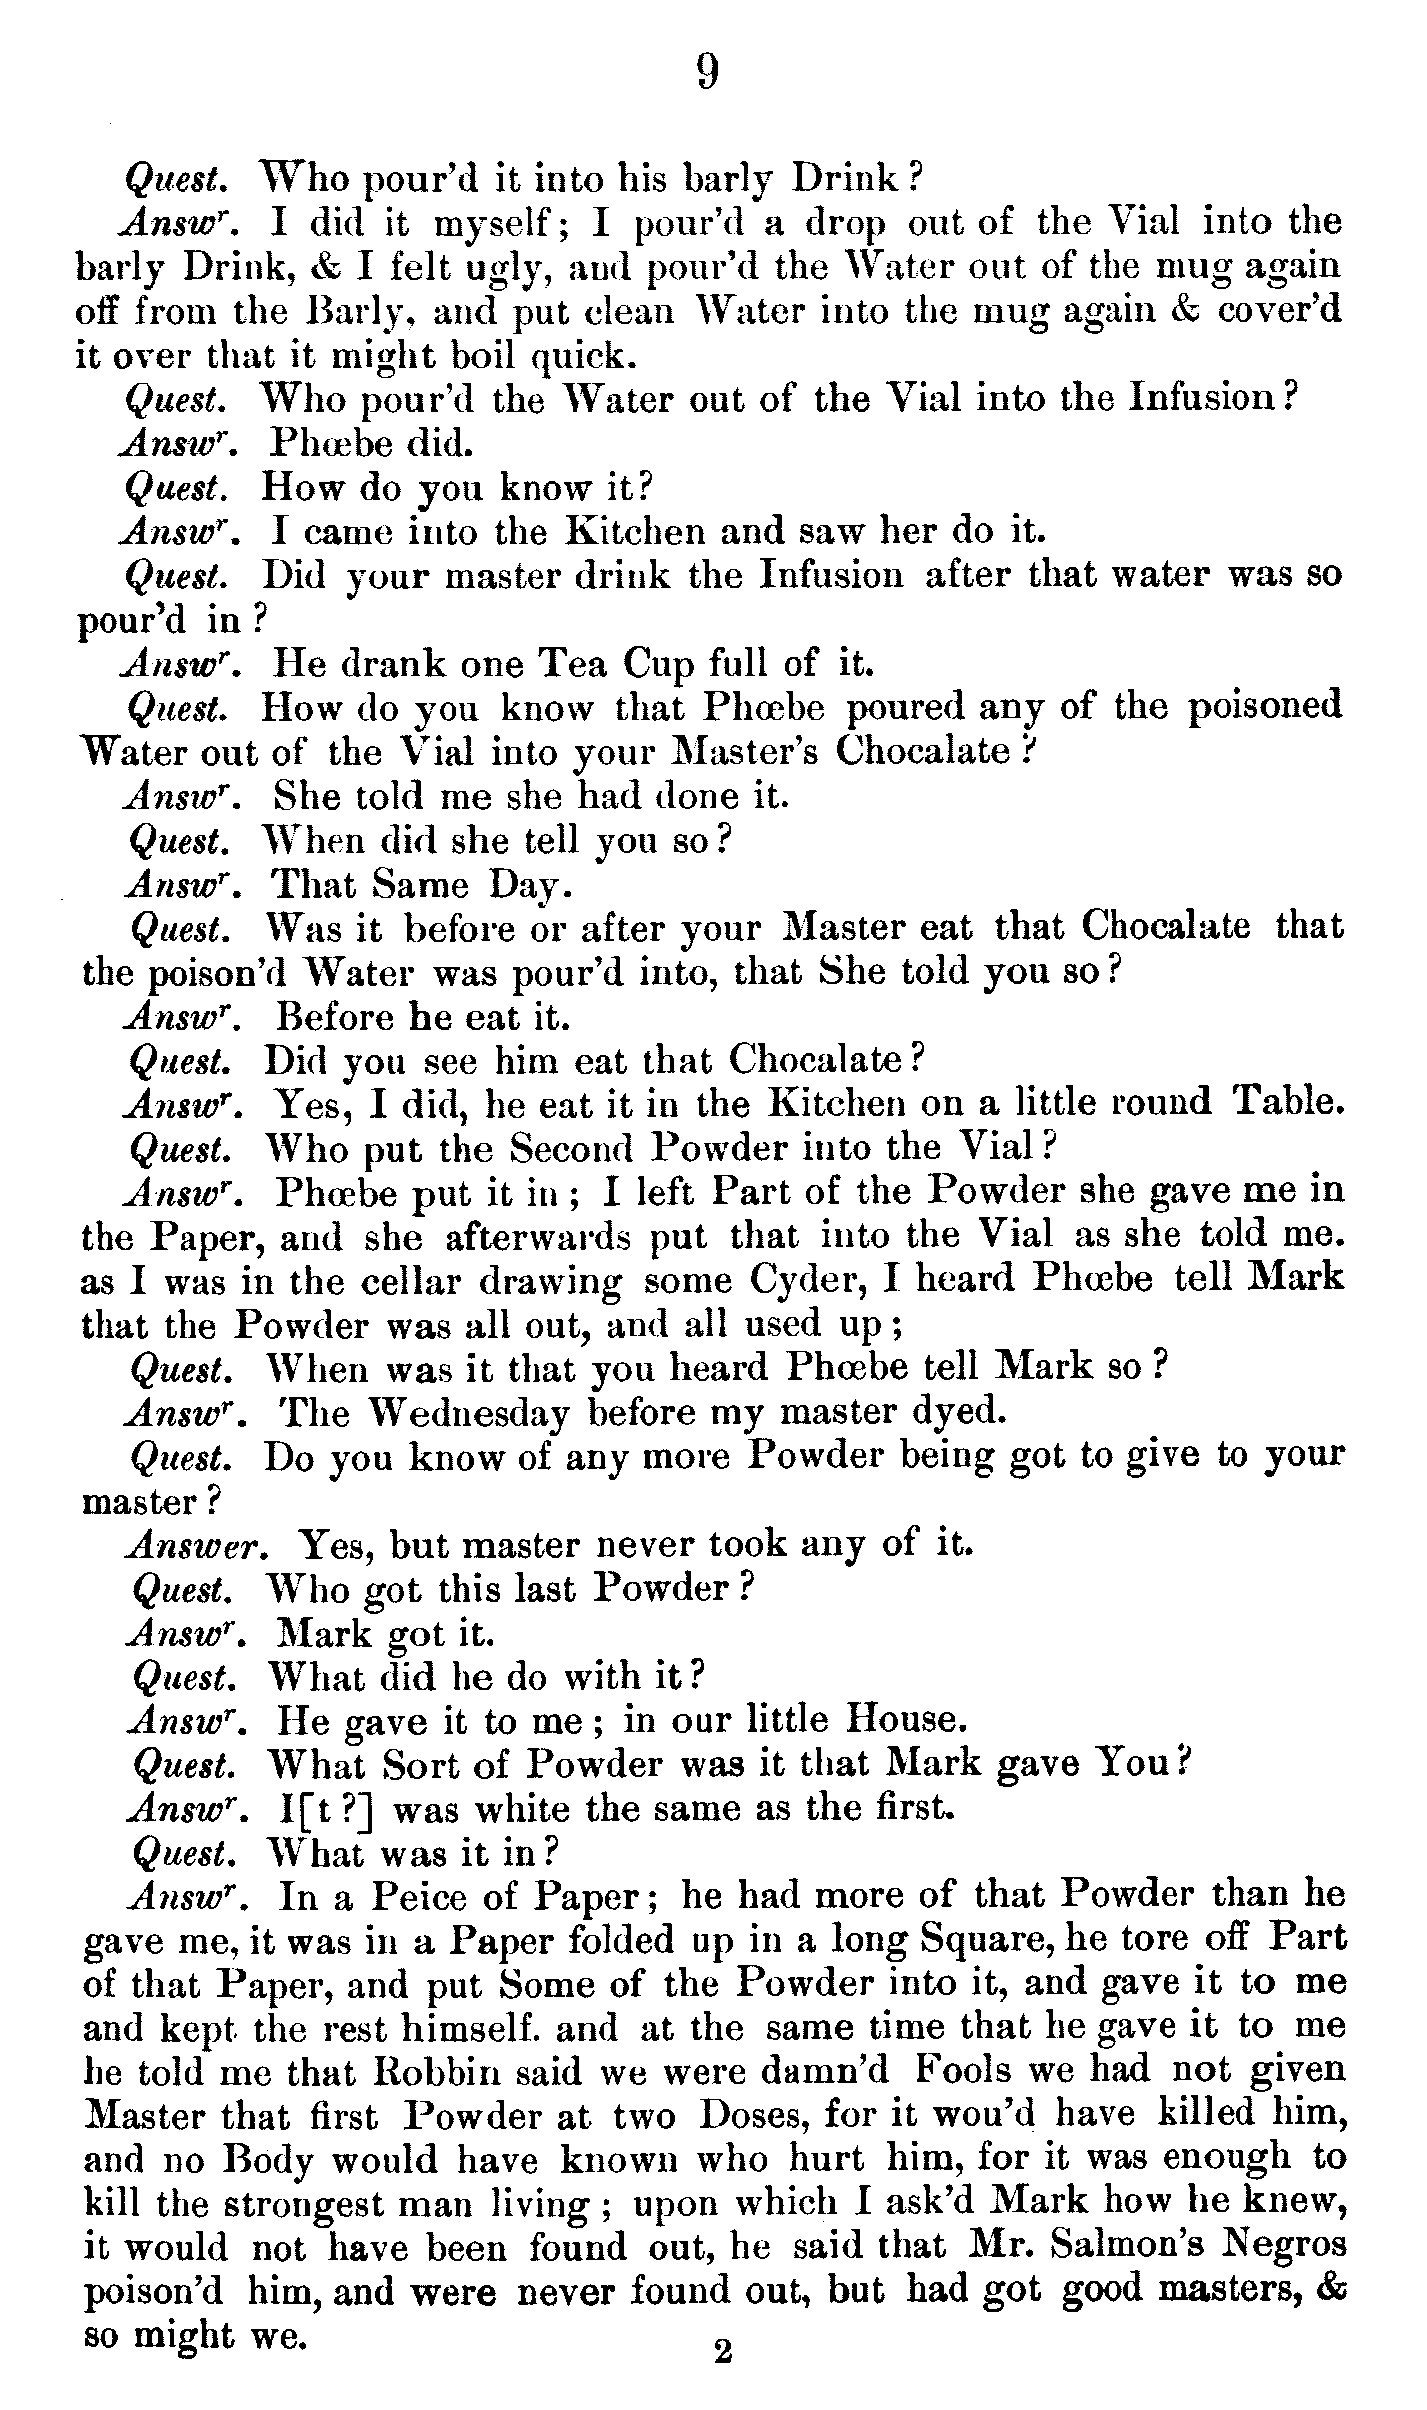 9
Quest. Who pour'd it into his barly Drink?
Answr. I did it myself; I pour'd a drop out of the Vial into the
barly Drink, & I felt ugly, and pour'd the Water out of the mug again
off from the Barly, and put clean Water into the mug again & cover'd
it over that it might boil quick.
Quest. Who pour'd the Water out of the Vial into the Infusion?
Answr. Phœbe did.
Quest. How do you know it?
Answr. I came into the Kitchen and saw her do it.
Quest. Did your master drink the Infusion after that water was so
pour'd in?
Answr. He drank one Tea Cup full of it.
Quest. How do you know that Phœbe poured any of the poisoned
Water out of the Vial into your Master's Chocalate?
Answr. She told me she had done it.
Quest. When did she tell you so?
Answr. That Same Day.
Quest. Was it before or after your Master eat that Chocalate that
the poison'd Water was pour'd into, that She told you so?
Answr. Before he eat it.
Quest. Did you see him eat that Chocalate?
Answr. Yes, I did, he eat it in the Kitchen on a little round Table.
Quest. Who put the Second Powder into the Vial?
Answr. Phœbe put it in; I left Part of the Powder she gave me in
the Paper, and she afterwards put that into the Vial as she told me.
as I was in the cellar drawing some Cyder, I heard Phœbe tell Mark
that the Powder was all out, and all used up;
Quest. When was it that you heard Phœbe tell Mark so?
Answr. The Wednesday before my master dyed.
Quest. Do you know of any more Powder being got to give to your
master?
Answer. Yes, but master never took any of it.
Quest. Who got this last Powder?
Answr. Mark got it.
Quest. What did he do with it?
Answr. He gave it to me; in our little House.
Quest. What Sort of Powder was it that Mark gave You?
Answr. I[t ?] was white the same as the first.
Quest. What was it in?
Answr. In a Peice of Paper; he had more of that Powder than he
gave me, it was in a Paper folded up in a long Square, he tore off Part
of that Paper, and put Some of the Powder into it, and gave it to me
and kept the rest himself. and at the same time that he gave it to me
he told me that Robbin said we were damn'd Fools we had not given
Master that first Powder at two Doses, for it wou'd have killed him,
and no Body would have known who hurt him, for it was enough to
kill the strongest man living; upon which I ask'd Mark how he knew,
it would not have been found out, he said that Mr. Salmon's Negros
poison'd him, and were never found out, but had got good masters, &
so might we.
2